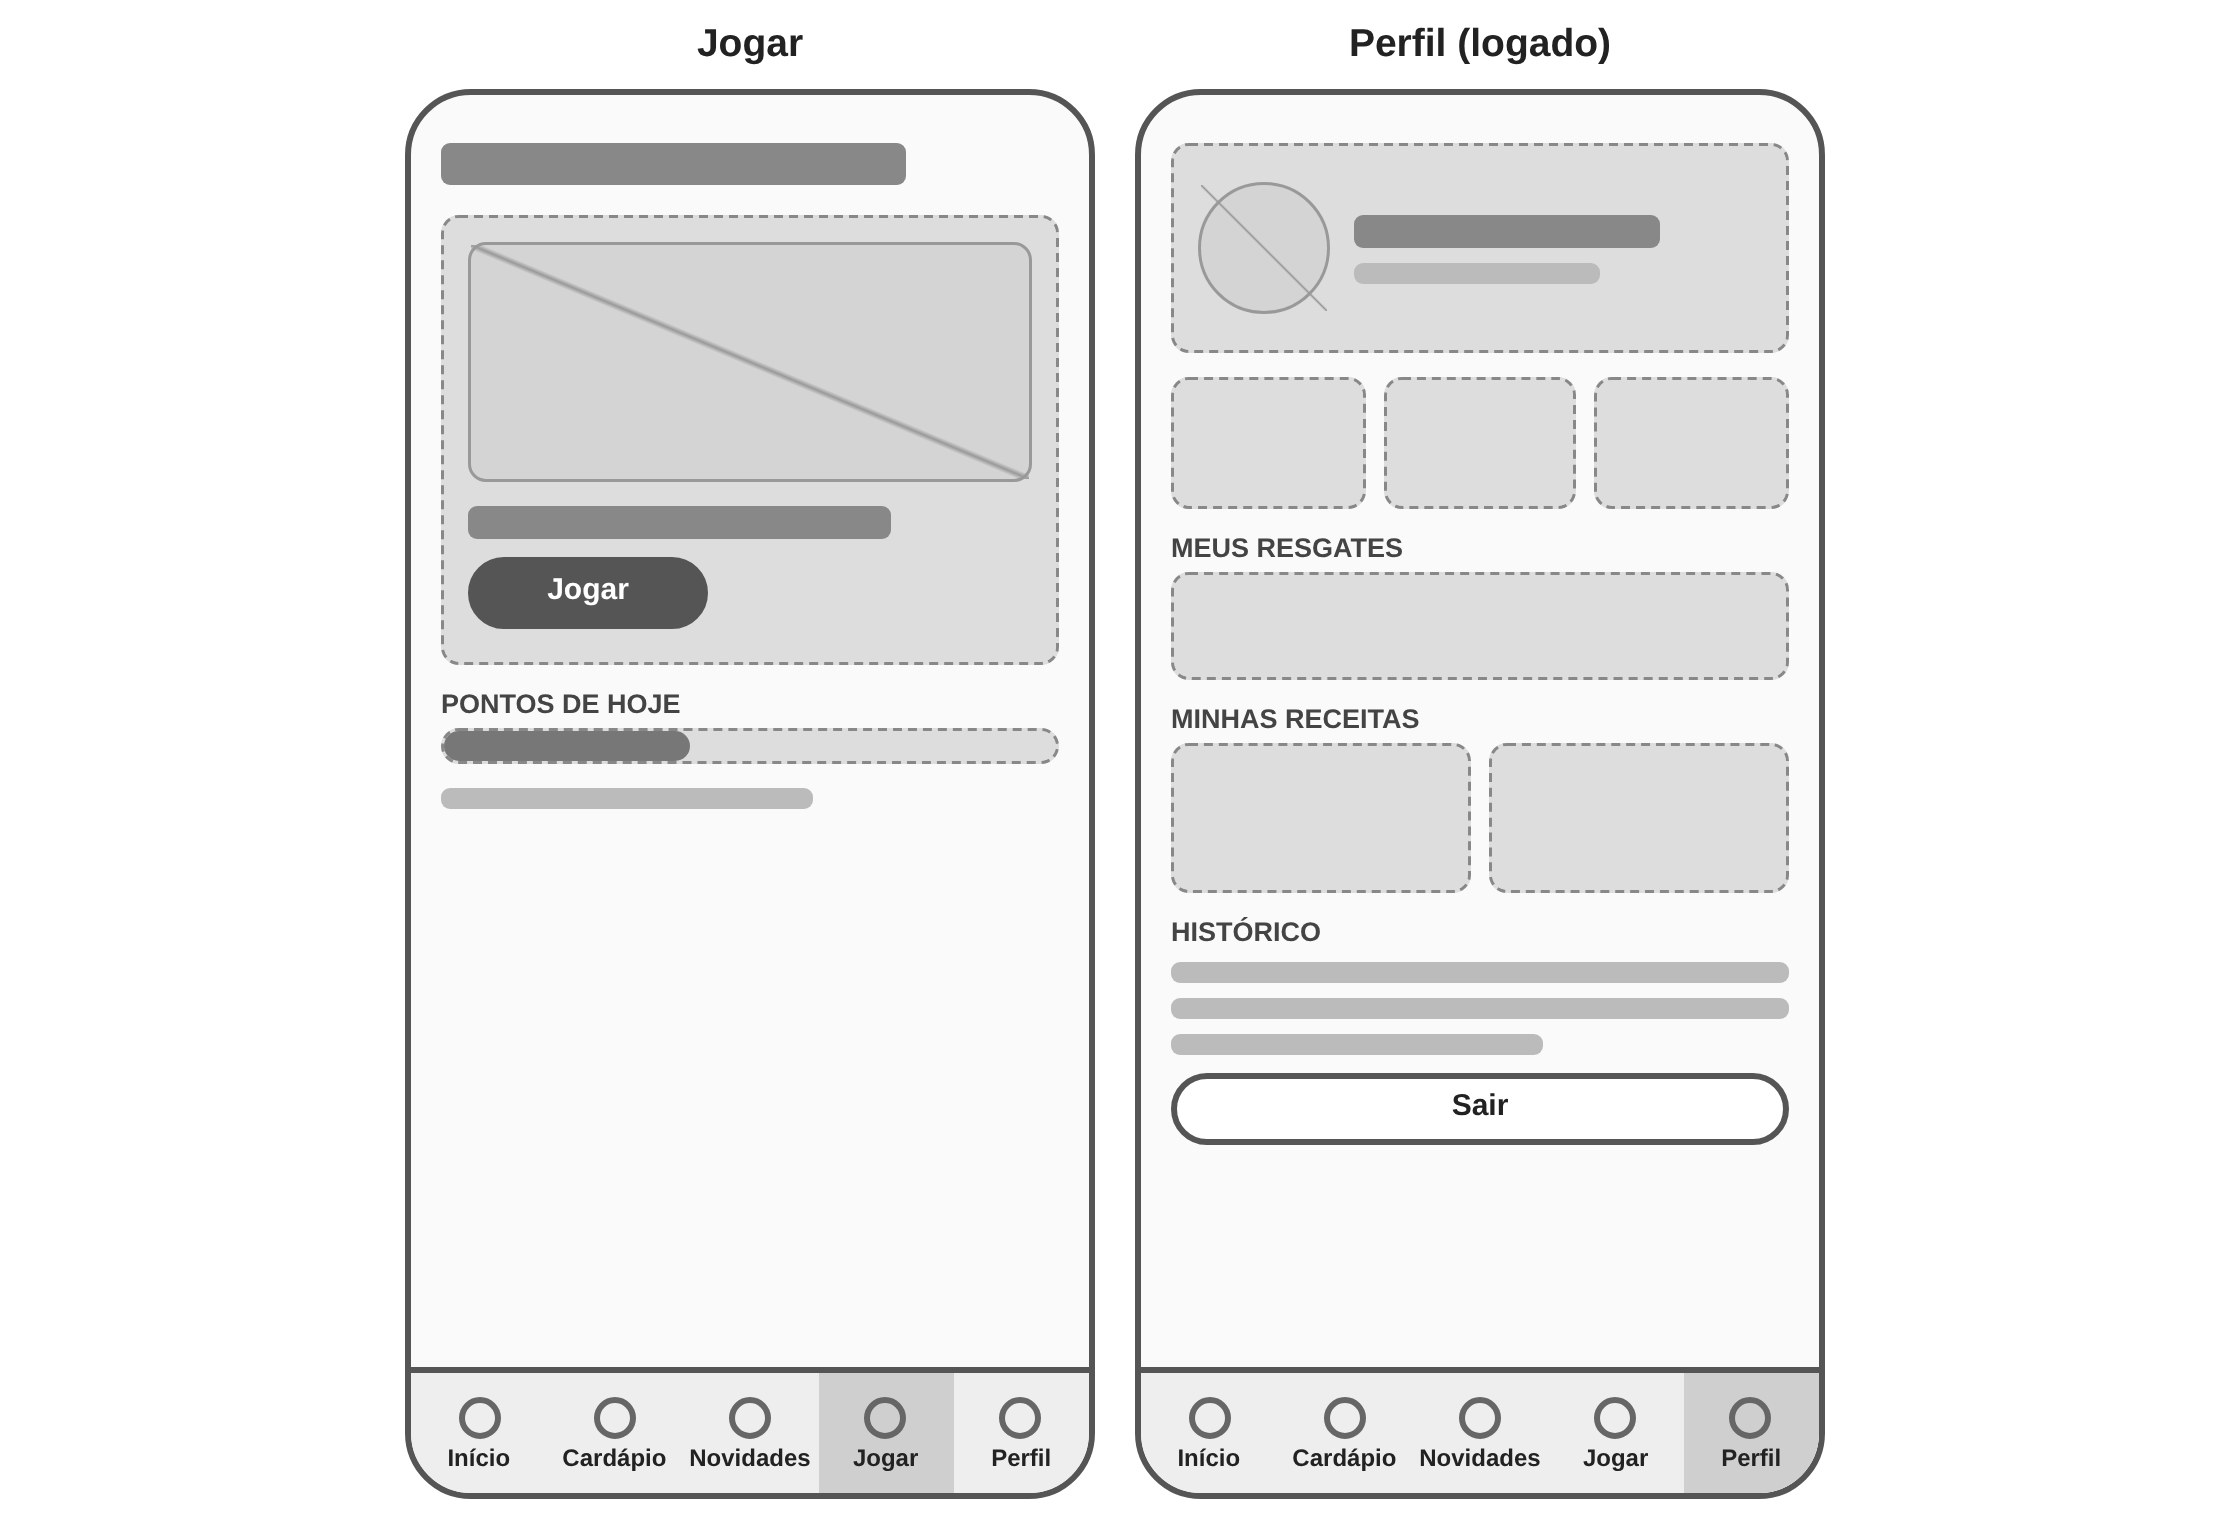 Jogar
Jogar
PONTOS DE HOJE
Início
Cardápio
Novidades
Jogar
Perfil
Perfil (logado)
MEUS RESGATES
MINHAS RECEITAS
HISTÓRICO
Sair
Início
Cardápio
Novidades
Jogar
Perfil